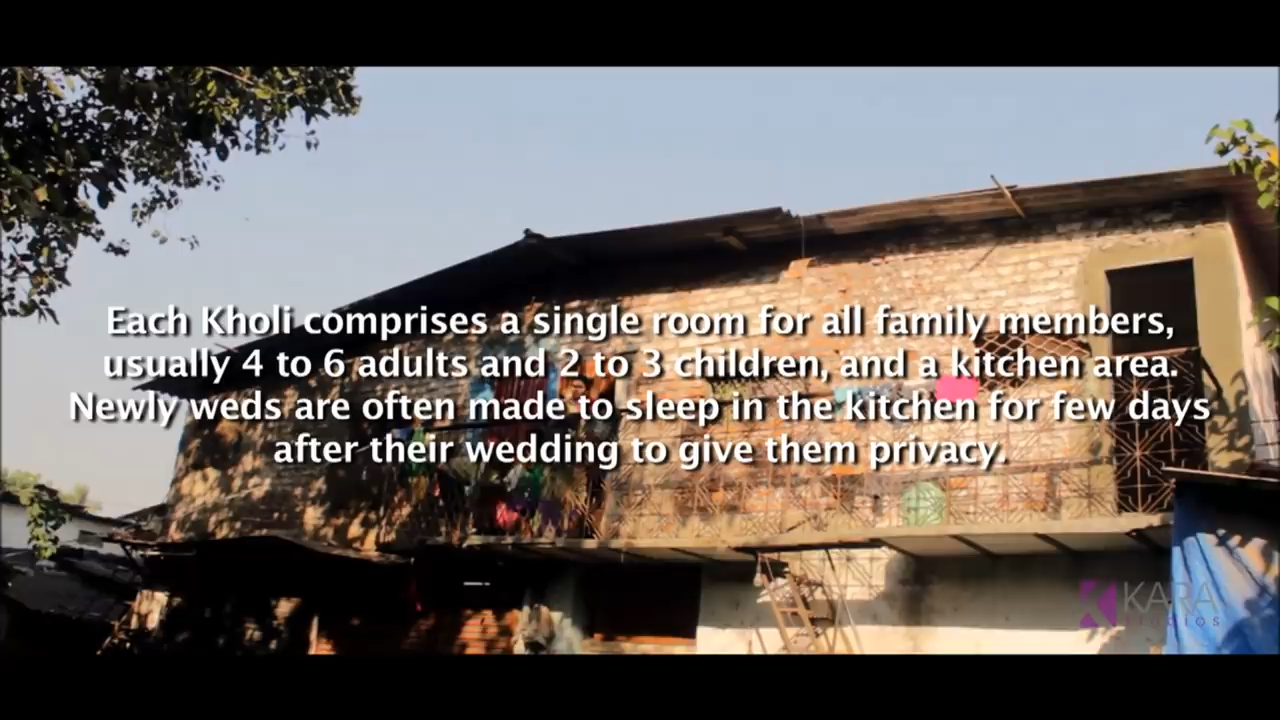 Each Kholi comprises a single room for all family members,
usually 4 to 6 adults and 2 to 3 children, and a kitchen area.
Newly weds are often made to sleep in the kitchen for few days
after their wedding to give them privacy.
KARA
STUDIOS